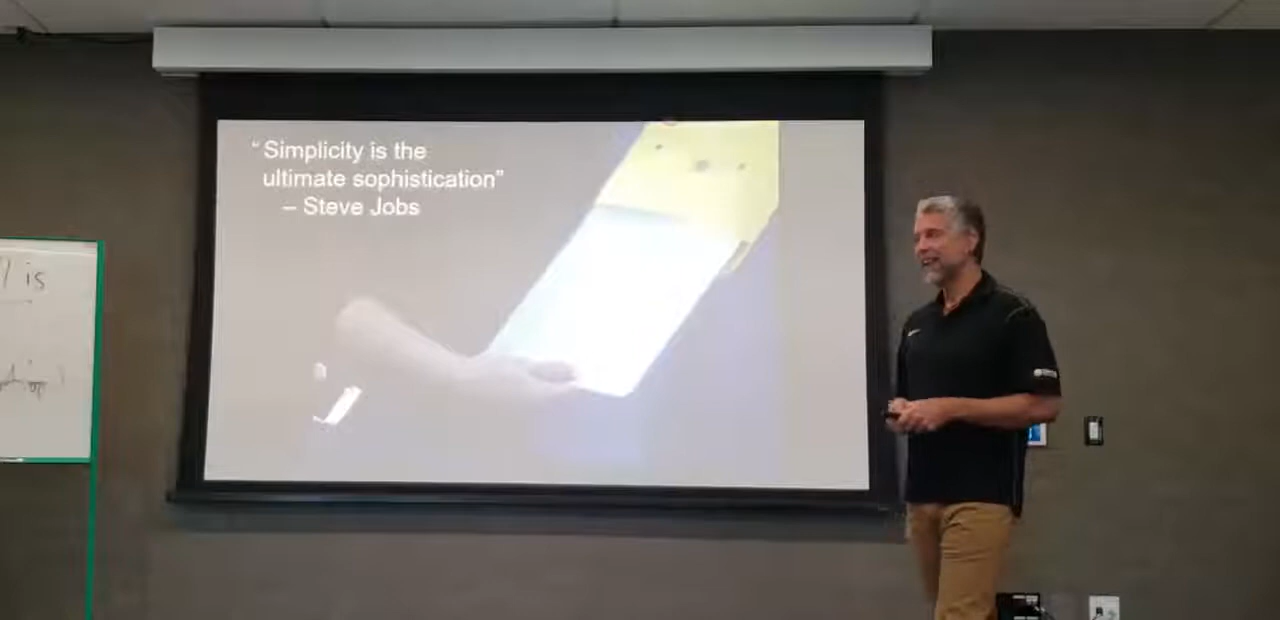 is
“Simplicity is the
ultimate sophistication”
– Steve Jobs